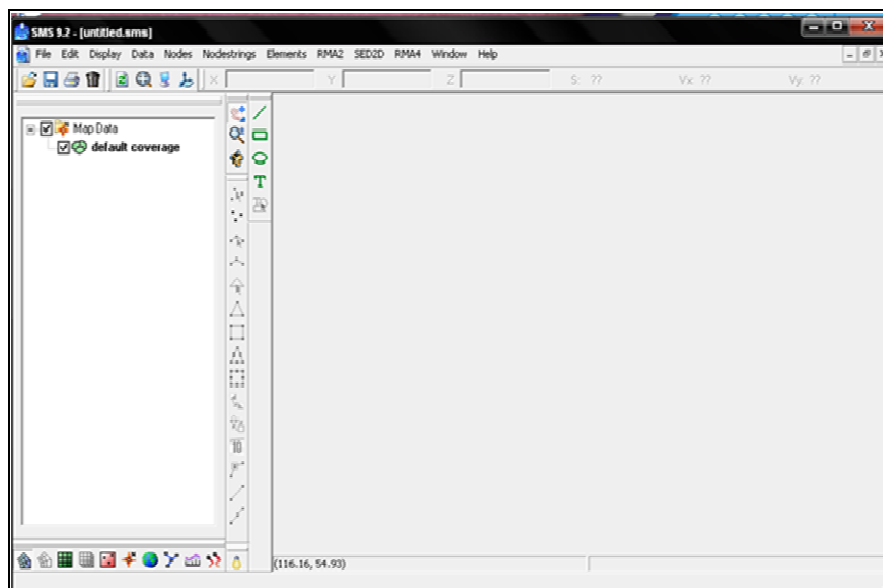 SMS 9.2 - [untitled.sms]
File Edit Display Data Nodes Nodestrings Elements RMA2 SED2D RMA4 Window Help
X Y Z S: ?? Vx: ?? Vy: ??
Map Data
default coverage
T
(116.16, 54.93)